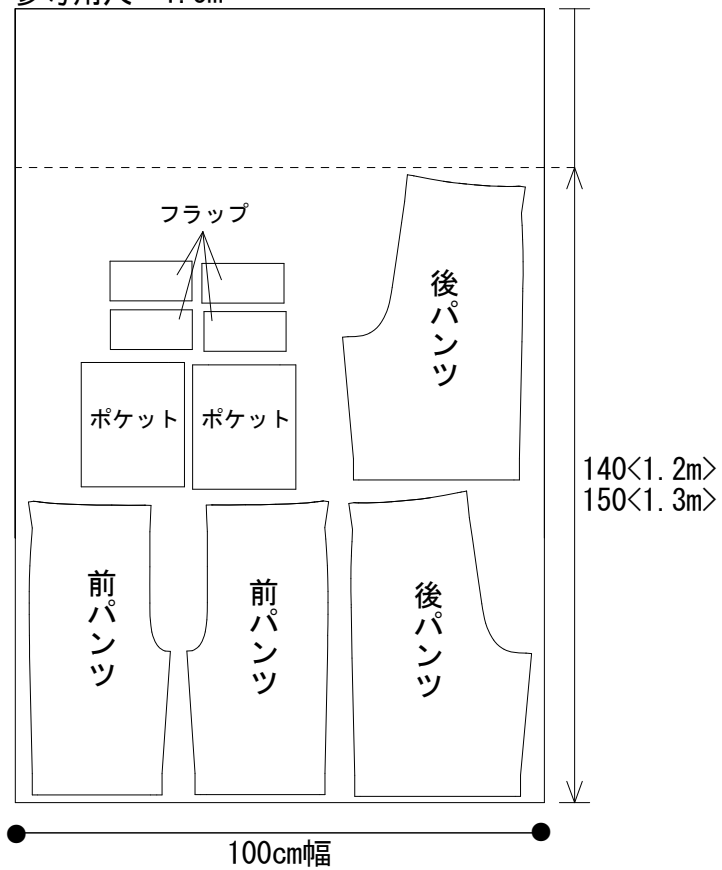 フラップ
後パンツ
ポケット
ポケット
140<1.2m>
150<1.3m>
前パンツ
前パンツ
後パンツ
100cm幅